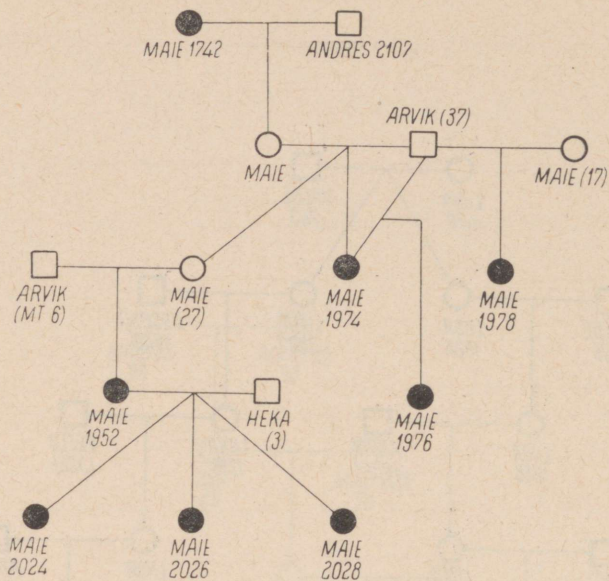 MAIE 1742
ANDRES 2107
ARVIK (37)
MAIE
MAIE (17)
ARVIK
(MT 6)
MAIE
(27)
MAIE
1974
MAIE
1978
MAIE
1952
HEKA
(3)
MAIE
1976
MAIE
2024
MAIE
2026
MAIE
2028